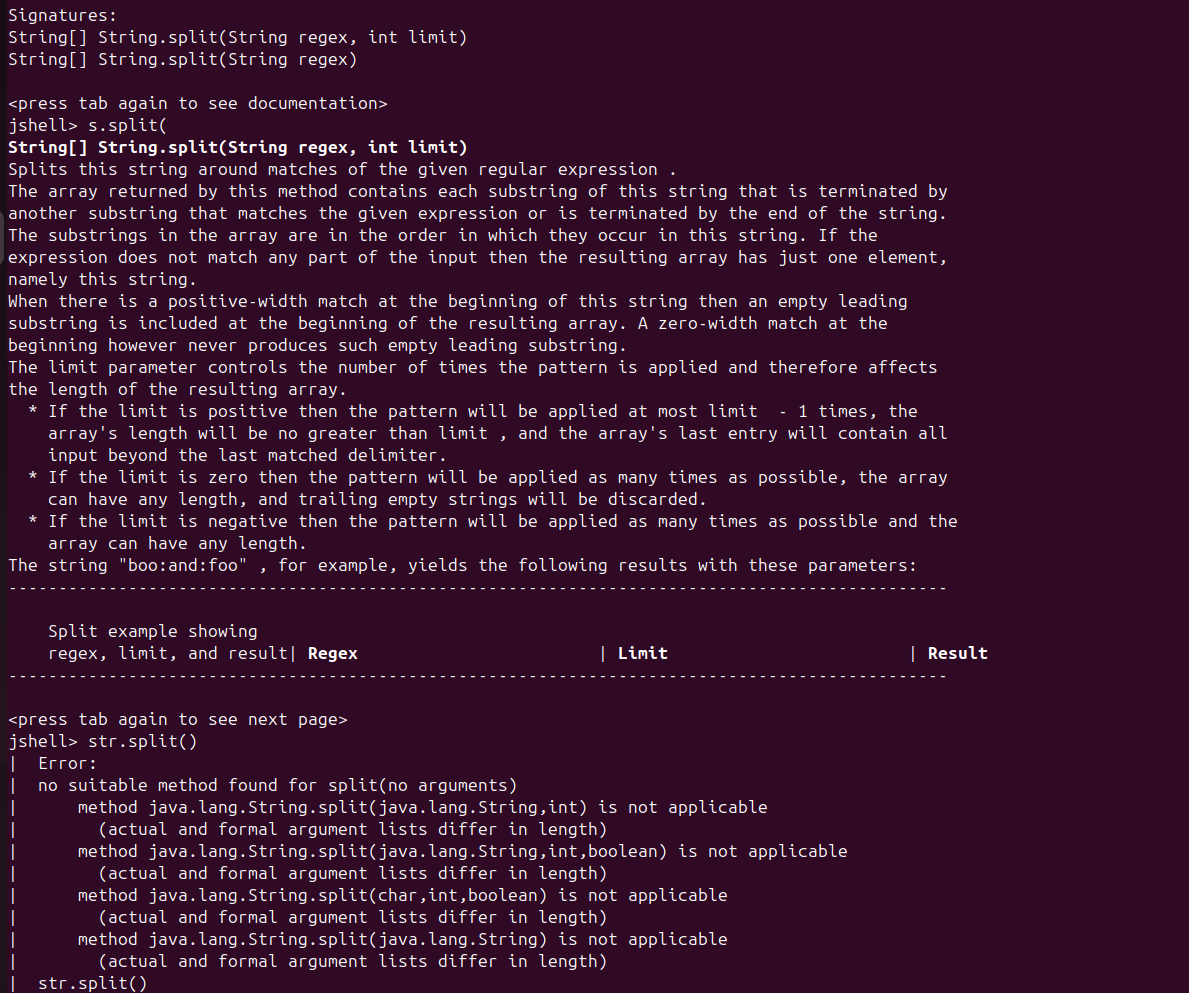 Signatures:
String[] String.split(String regex, int limit)
String[] String.split(String regex)
<press tab again to see documentation>
jshell> s.split(
String[] String.split(String regex, int limit)
Splits this string around matches of the given regular expression .
The array returned by this method contains each substring of this string that is terminated by
another substring that matches the given expression or is terminated by the end of the string.
The substrings in the array are in the order in which they occur in this string. If the
expression does not match any part of the input then the resulting array has just one element,
namely this string.
When there is a positive-width match at the beginning of this string then an empty leading
substring is included at the beginning of the resulting array. A zero-width match at the
beginning however never produces such empty leading substring.
The limit parameter controls the number of times the pattern is applied and therefore affects
the length of the resulting array.
  * If the limit is positive then the pattern will be applied at most limit  - 1 times, the
    array's length will be no greater than limit , and the array's last entry will contain all
    input beyond the last matched delimiter.
  * If the limit is zero then the pattern will be applied as many times as possible, the array
    can have any length, and trailing empty strings will be discarded.
  * If the limit is negative then the pattern will be applied as many times as possible and the
    array can have any length.
The string "boo:and:foo" , for example, yields the following results with these parameters:
----------------------------------------------------------------------------------------------
    Split example showing
    regex, limit, and result| Regex                        | Limit                        | Result
----------------------------------------------------------------------------------------------
<press tab again to see next page>
jshell> str.split()
|  Error:
|  no suitable method found for split(no arguments)
|      method java.lang.String.split(java.lang.String,int) is not applicable
|        (actual and formal argument lists differ in length)
|      method java.lang.String.split(java.lang.String,int,boolean) is not applicable
|        (actual and formal argument lists differ in length)
|      method java.lang.String.split(char,int,boolean) is not applicable
|        (actual and formal argument lists differ in length)
|      method java.lang.String.split(java.lang.String) is not applicable
|        (actual and formal argument lists differ in length)
|  str.split()